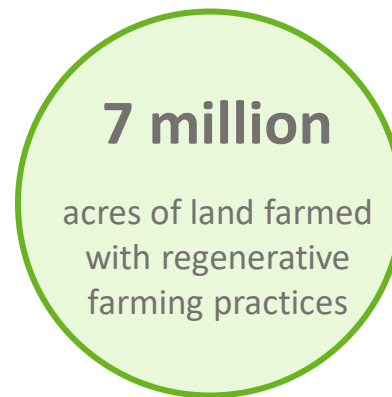 7 million
acres of land farmed
with regenerative
farming practices